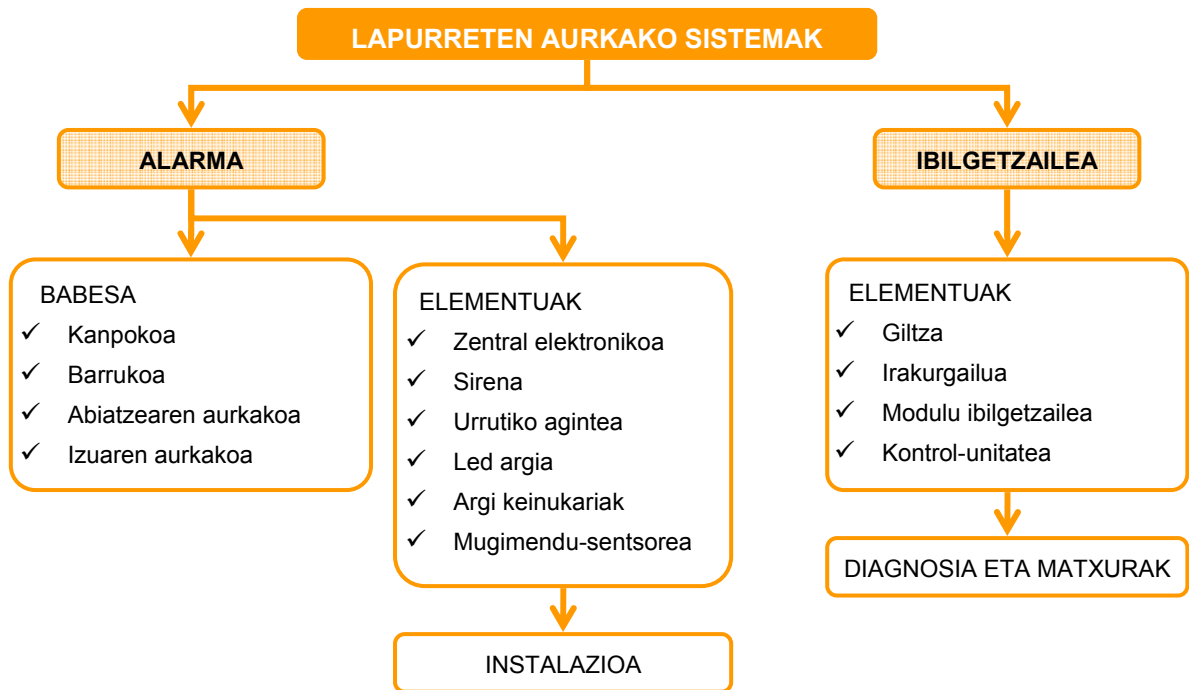 LAPURRETEN AURKAKO SISTEMAK
ALARMA
IBILGETZAILEA
BABESA
✓ Kanpokoa
✓ Barrukoa
✓ Abiatzearen aurkakoa
✓ Izuaren aurkakoa
ELEMENTUAK
✓ Zentral elektronikoa
✓ Sirena
✓ Urrutiko agintea
✓ Led argia
✓ Argi keinukariak
✓ Mugimendu-sentsorea
INSTALAZIOA
ELEMENTUAK
✓ Giltza
✓ Irakurgailua
✓ Modulu ibilgetzailea
✓ Kontrol-unitatea
DIAGNOSIA ETA MATXURAK